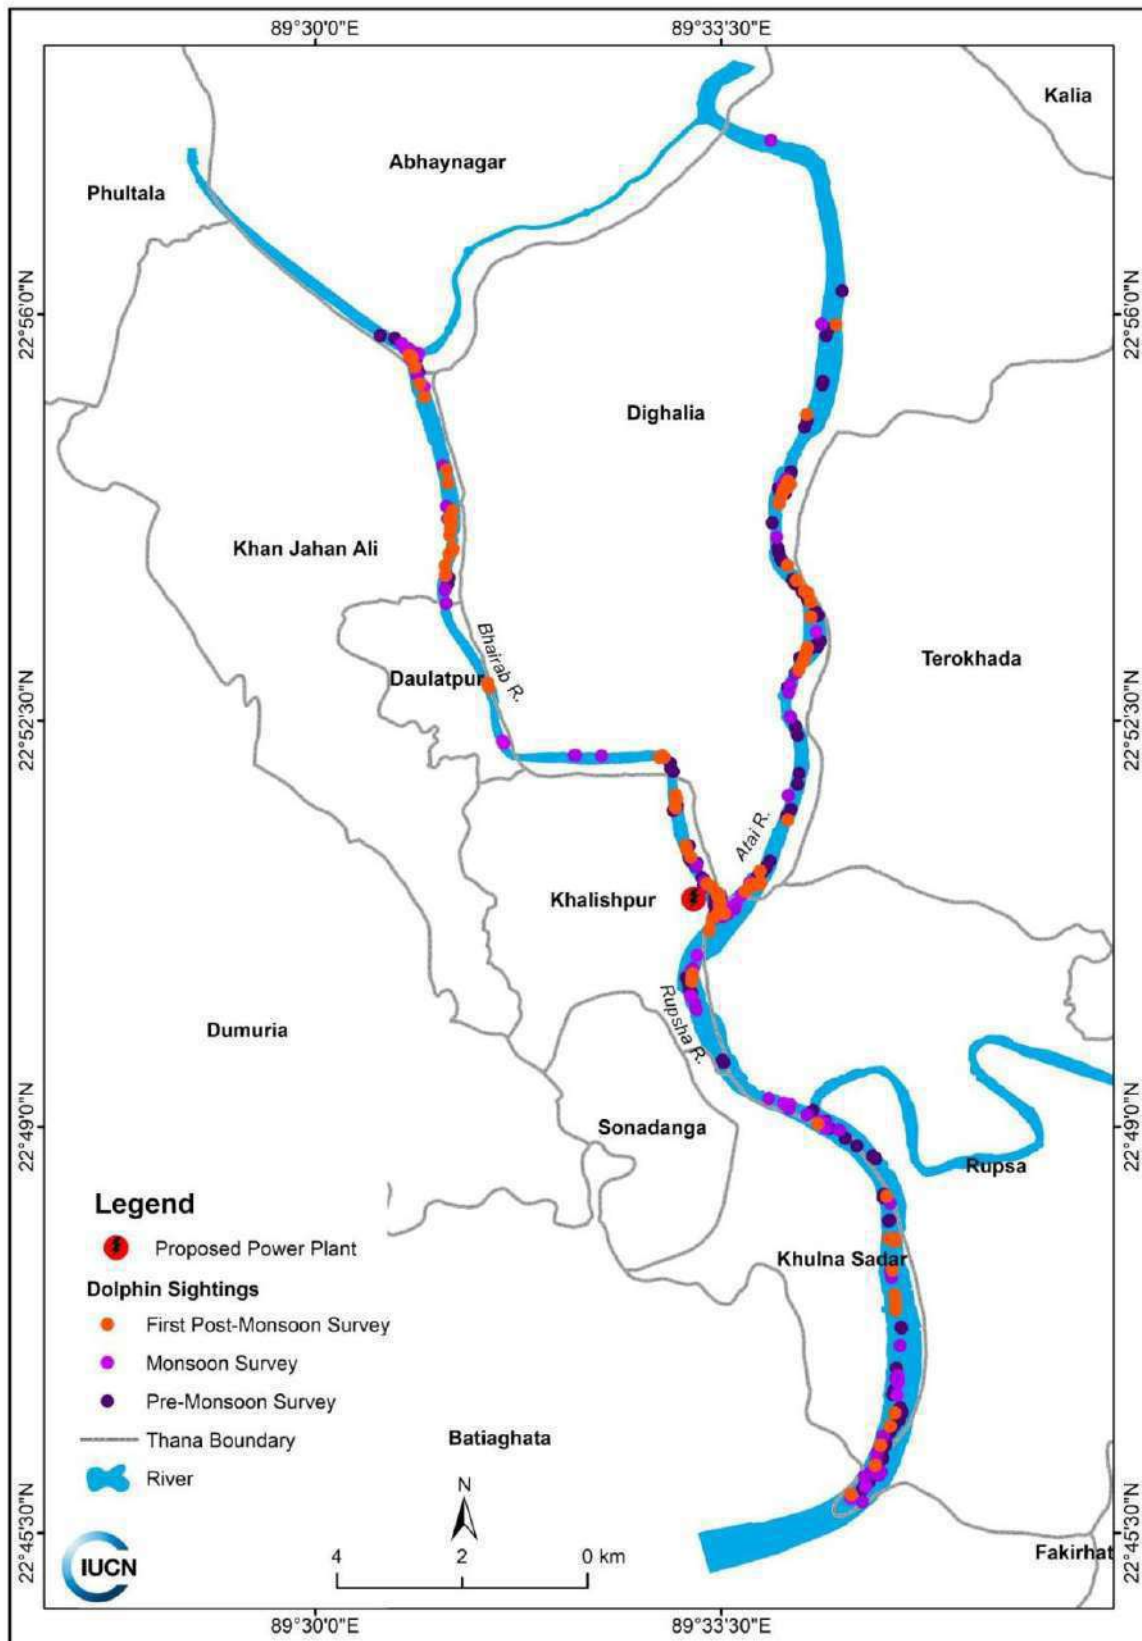 89°30'0"E
89°33'30"E
Kalia
Abhaynagar
Phultala
22°56'0"N
22°56'0"N
Dighalia
Khan Jahan Ali
Bhairab R.
Terokhada
Daulatpur
22°52'30"N
22°52'30"N
Atai R.
Khalishpur
Rupsha R.
Dumuria
Sonadanga
22°49'0"N
22°49'0"N
Rupsa
Legend
Proposed Power Plant
Khulna Sadar
Dolphin Sightings
First Post-Monsoon Survey
Monsoon Survey
Pre-Monsoon Survey
Thana Boundary
Batiaghata
River
N
22°45'30"N
22°45'30"N
Fakirhat
IUCN
4 2 0 km
89°30'0"E
89°33'30"E